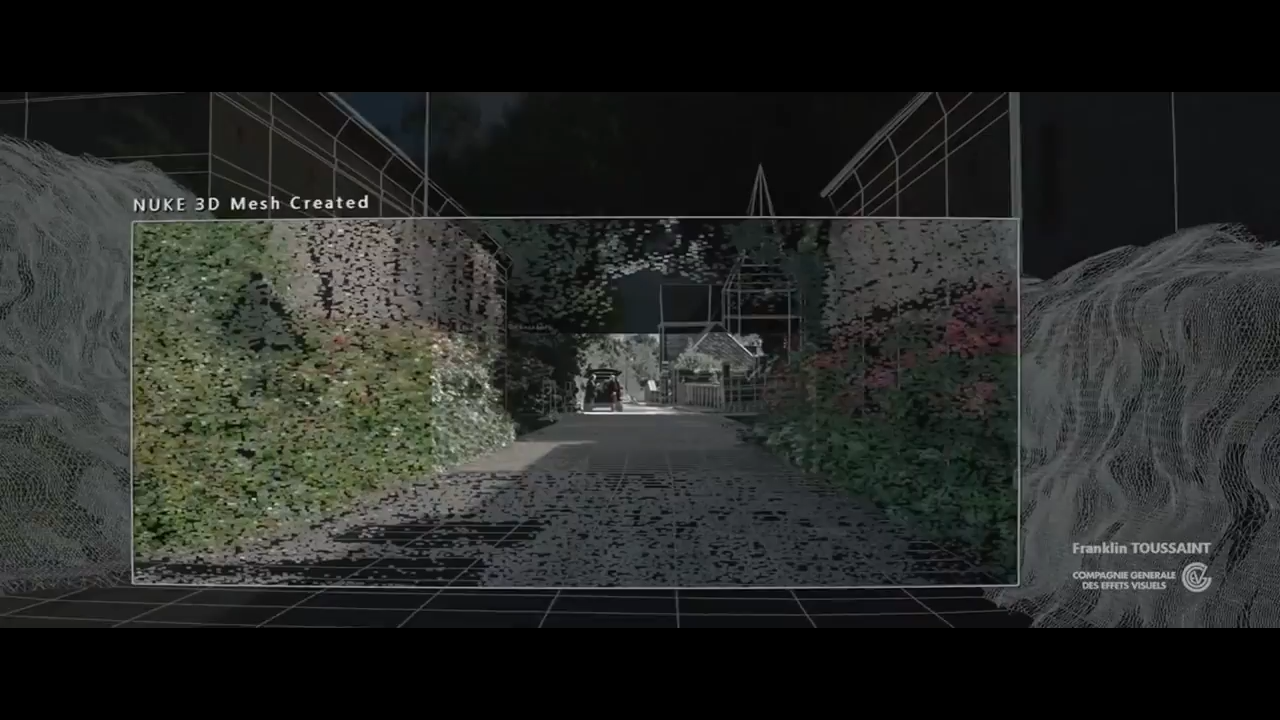 NUKE 3D Mesh Created
Franklin TOUSSAINT
COMPAGNIE GENERALE
DES EFFETS VISUELS